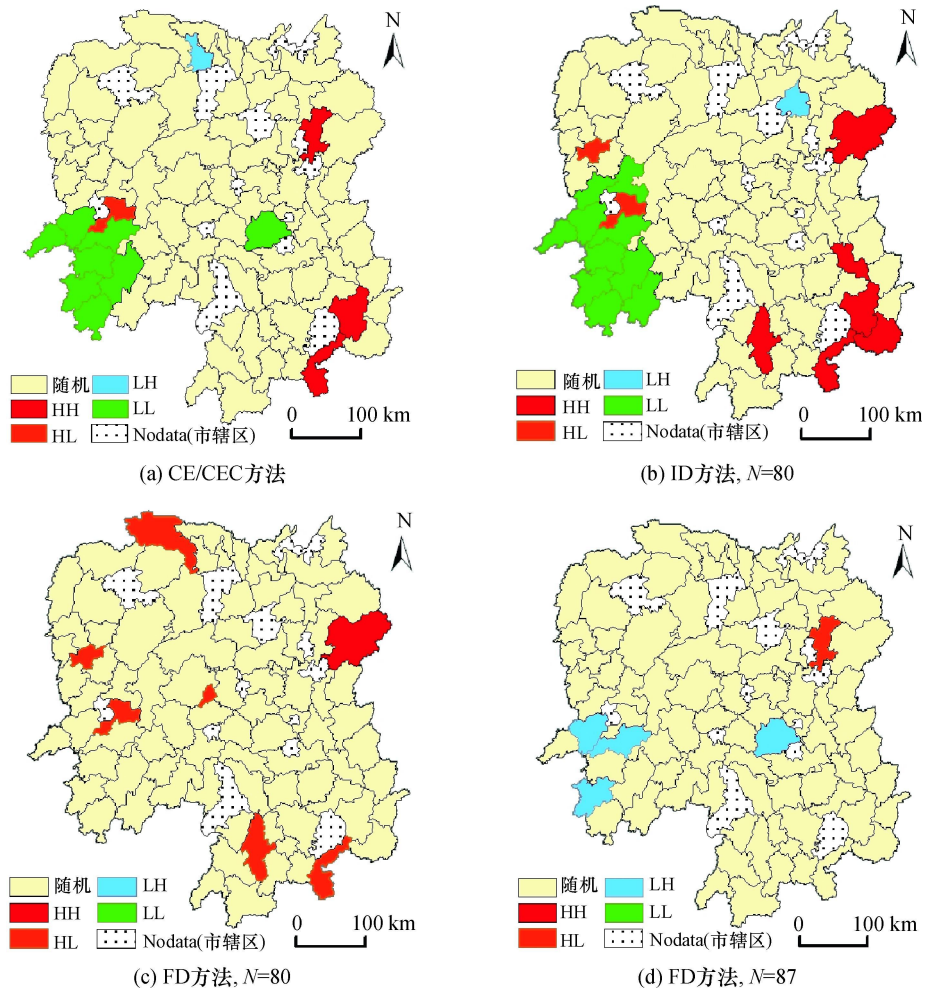 N
随机 LH
HH LL
HL Nodata(市辖区)
0 100 km
(a) CE/CEC方法
N
随机 LH
HH LL
HL Nodata(市辖区)
0 100 km
(b) ID方法, N=80
N
随机 LH
HH LL
HL Nodata(市辖区)
0 100 km
(c) FD方法, N=80
N
随机 LH
HH LL
HL Nodata(市辖区)
0 100 km
(d) FD方法, N=87